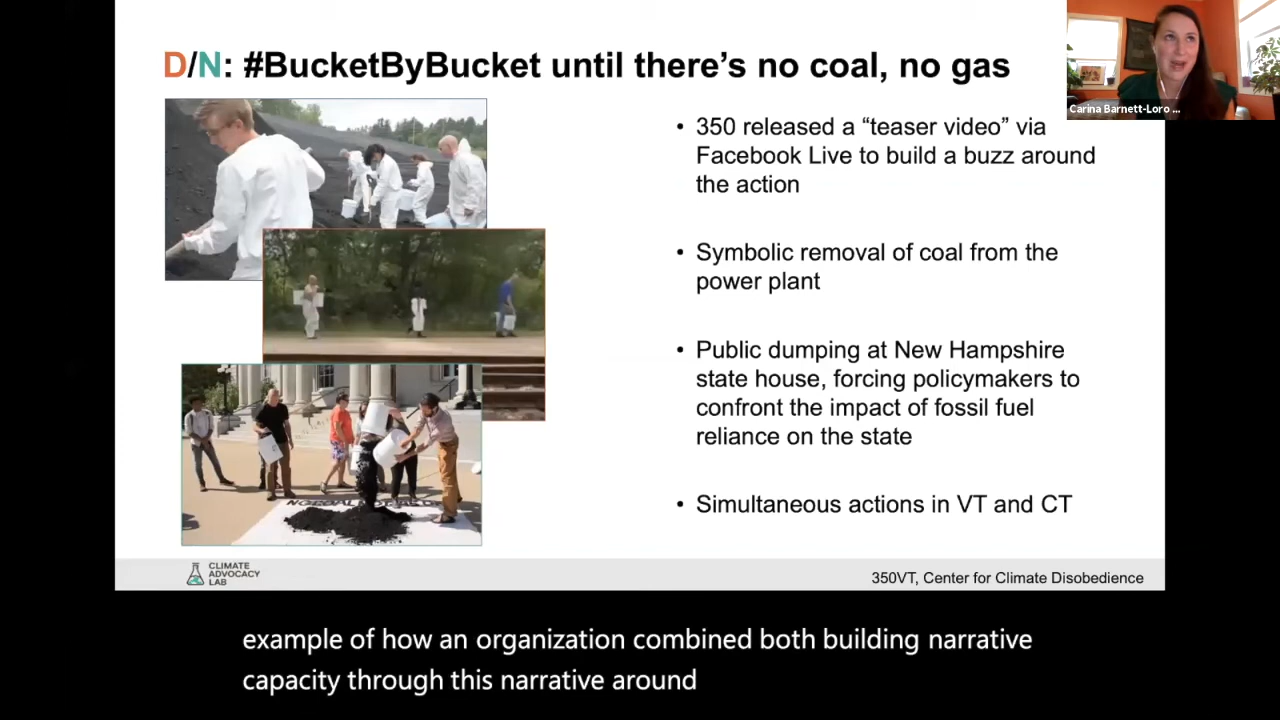 D/N: #BucketByBucket until there's no coal, no gas
Carina Barnett-Loro ...
• 350 released a “teaser video” via
Facebook Live to build a buzz around
the action
• Symbolic removal of coal from the
power plant
• Public dumping at New Hampshire
state house, forcing policymakers to
confront the impact of fossil fuel
reliance on the state
• Simultaneous actions in VT and CT
CLIMATE
ADVOCACY
LAB
350VT, Center for Climate Disobedience
example of how an organization combined both building narrative
capacity through this narrative around